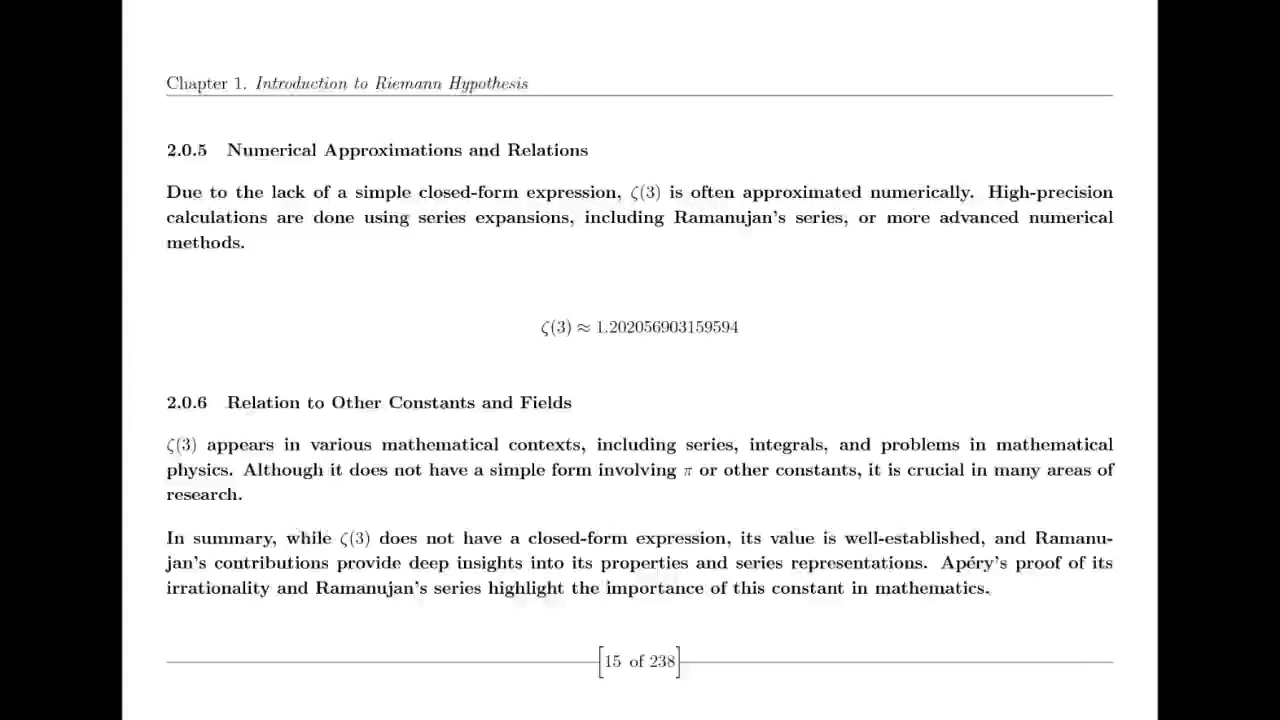 Chapter 1. Introduction to Riemann Hypothesis
2.0.5 Numerical Approximations and Relations
Due to the lack of a simple closed-form expression, ζ(3) is often approximated numerically. High-precision
calculations are done using series expansions, including Ramanujan's series, or more advanced numerical
methods.
ζ(3) ≈ 1.202056903159594
2.0.6 Relation to Other Constants and Fields
ζ(3) appears in various mathematical contexts, including series, integrals, and problems in mathematical
physics. Although it does not have a simple form involving π or other constants, it is crucial in many areas of
research.
In summary, while ζ(3) does not have a closed-form expression, its value is well-established, and Ramanu-
jan's contributions provide deep insights into its properties and series representations. Apéry's proof of its
irrationality and Ramanujan's series highlight the importance of this constant in mathematics.
[15 of 238]